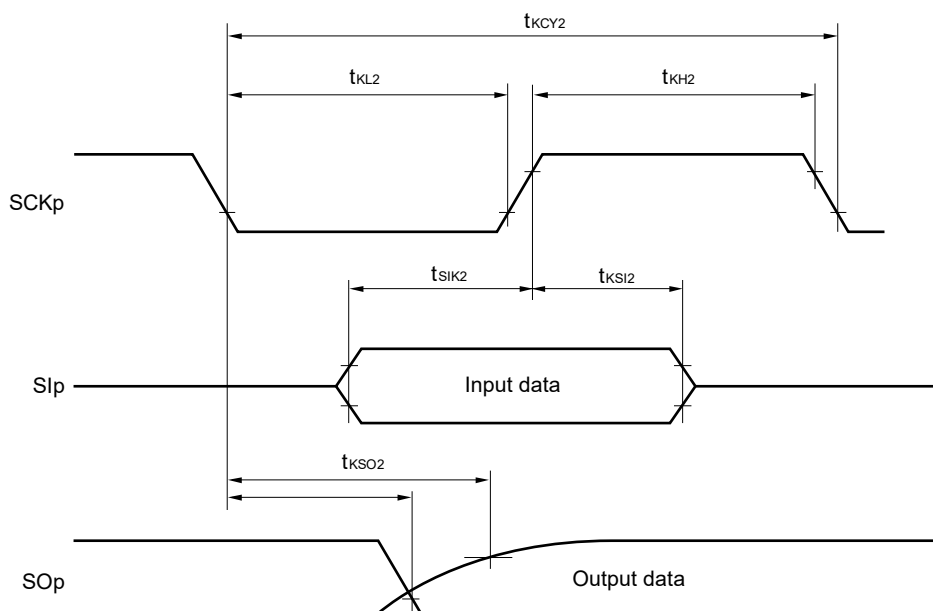 tKCY2
tKL2
tKH2
SCKp
tSIK2
tKSI2
SIp
Input data
tKSO2
SOp
Output data